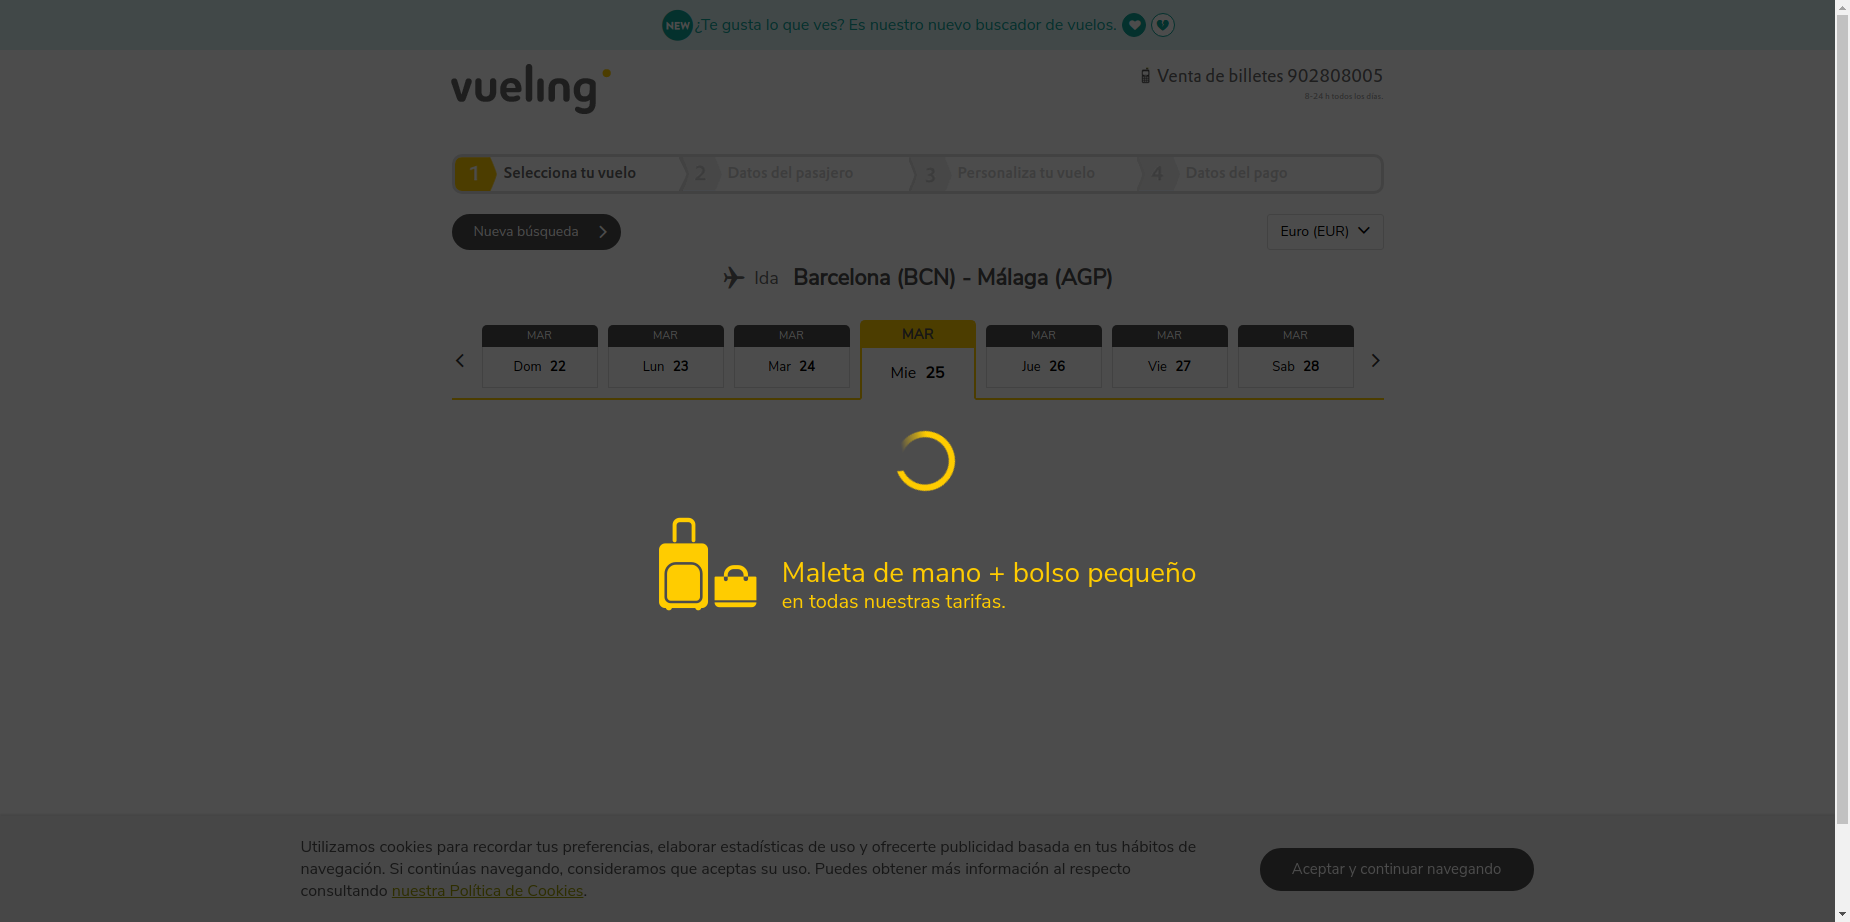 NEW ¿Te gusta lo que ves? Es nuestro nuevo buscador de vuelos.
vueling
Venta de billetes 902808005
8-24 h todos los días.
1 Selecciona tu vuelo 2 Datos del pasajero 3 Personaliza tu vuelo 4 Datos del pago
Nueva búsqueda
Euro (EUR)
Ida Barcelona (BCN) - Málaga (AGP)
MAR MAR MAR MAR MAR MAR MAR
Dom 22 Lun 23 Mar 24 Mie 25 Jue 26 Vie 27 Sab 28
Maleta de mano + bolso pequeño
en todas nuestras tarifas.
Utilizamos cookies para recordar tus preferencias, elaborar estadísticas de uso y ofrecerte publicidad basada en tus hábitos de
navegación. Si continúas navegando, consideramos que aceptas su uso. Puedes obtener más información al respecto
consultando nuestra Política de Cookies.
Aceptar y continuar navegando